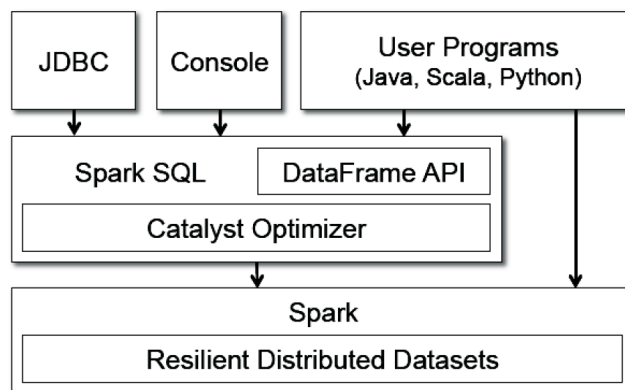 JDBC
Console
User Programs
(Java, Scala, Python)
Spark SQL
DataFrame API
Catalyst Optimizer
Spark
Resilient Distributed Datasets